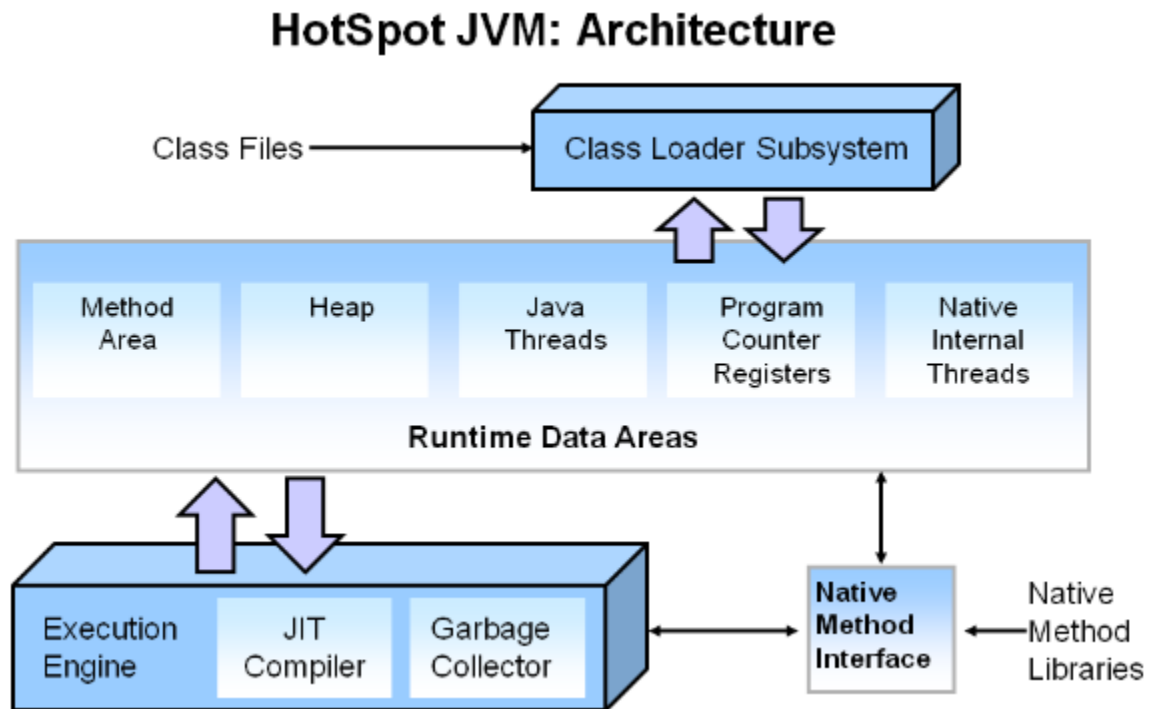 HotSpot JVM: Architecture
Class Files
Class Loader Subsystem
Method
Area
Heap
Java
Threads
Program
Counter
Registers
Native
Internal
Threads
Runtime Data Areas
Execution
Engine
JIT
Compiler
Garbage
Collector
Native
Method
Interface
Native
Method
Libraries